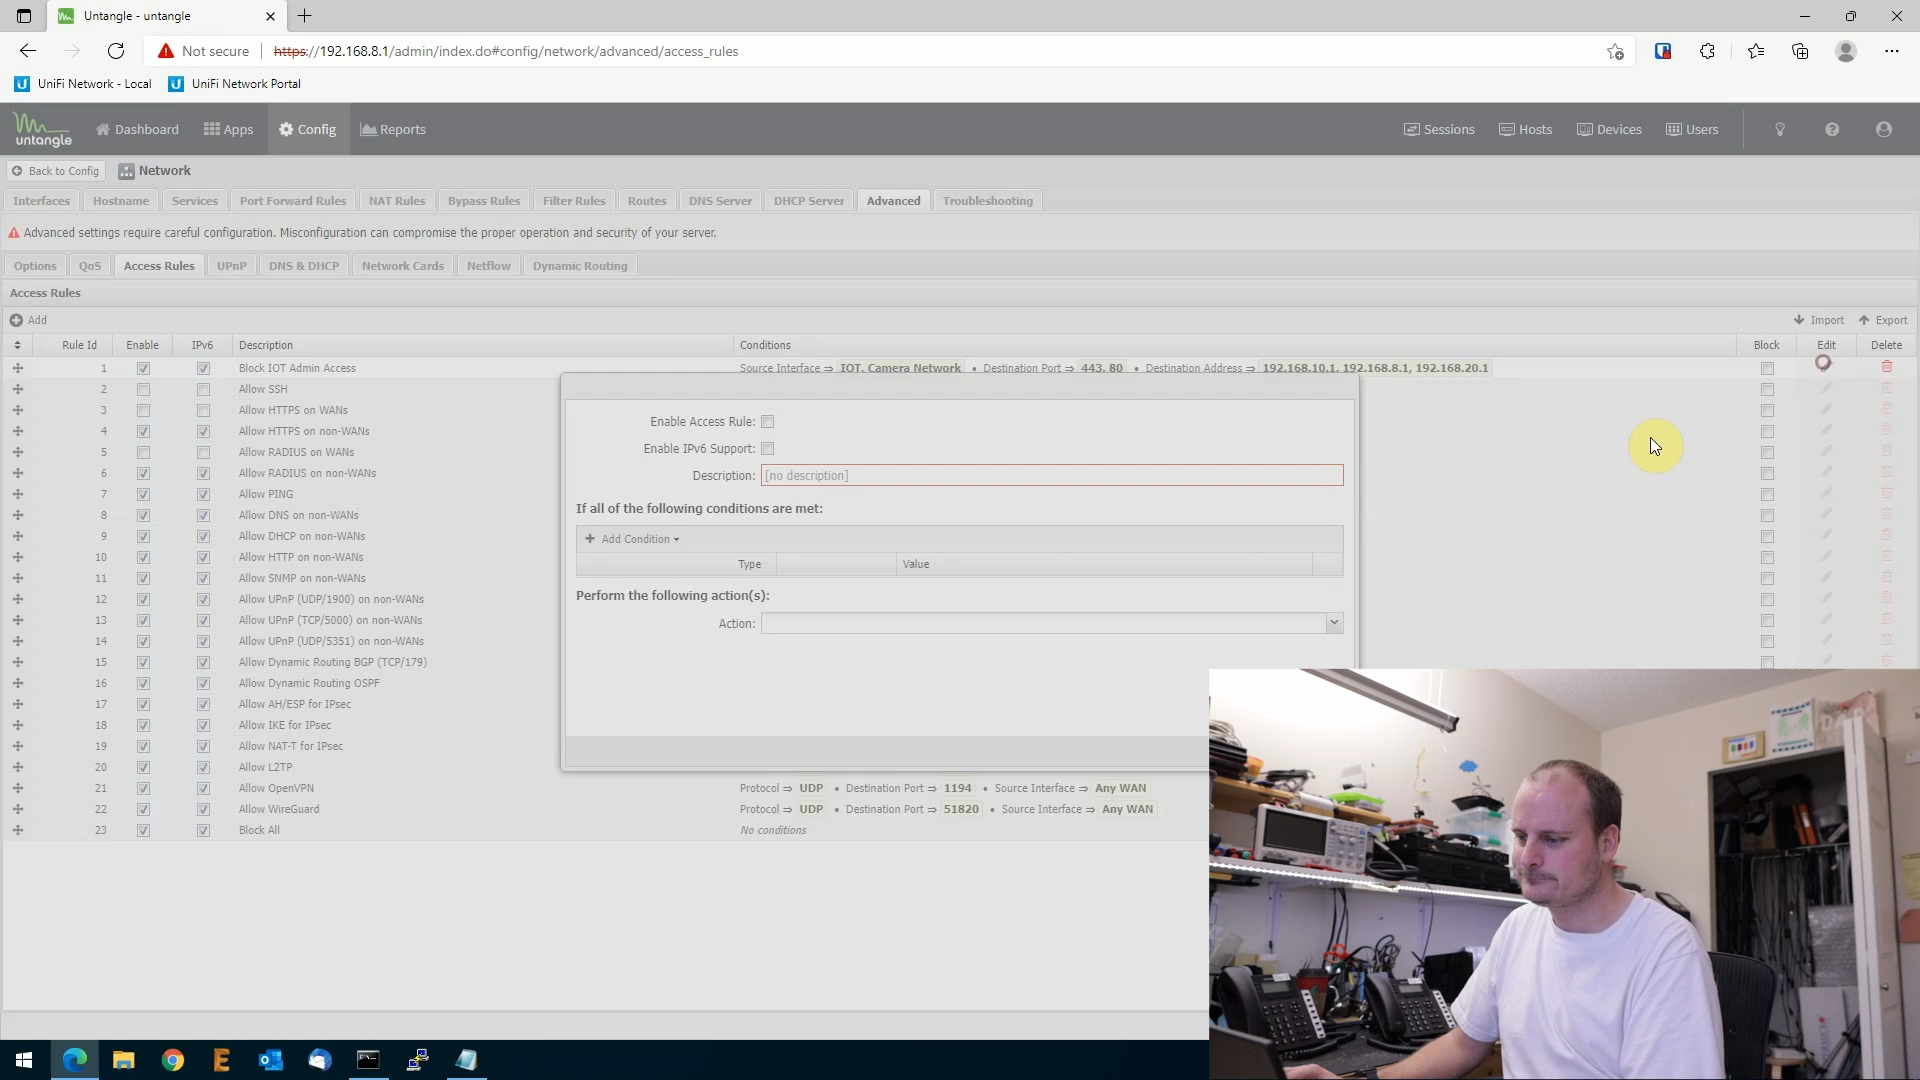 Untangle - untangle
Not secure https://192.168.8.1/admin/index.do#config/network/advanced/access_rules
UniFi Network - Local UniFi Network Portal
untangle Dashboard Apps Config Reports Sessions Hosts Devices Users
Back to Config Network
Interfaces Hostname Services Port Forward Rules NAT Rules Bypass Rules Filter Rules Routes DNS Server DHCP Server Advanced Troubleshooting
Advanced settings require careful configuration. Misconfiguration can compromise the proper operation and security of your server.
Options QoS Access Rules UPnP DNS & DHCP Network Cards Netflow Dynamic Routing
Access Rules
Add Import Export
Rule Id Enable IPv6 Description Conditions Block Edit Delete
1 Block IOT Admin Access Source Interface ⇒ IOT, Camera Network • Destination Port ⇒ 443, 80 • Destination Address ⇒ 192.168.10.1, 192.168.8.1, 192.168.20.1
2 Allow SSH
3 Allow HTTPS on WANs
4 Allow HTTPS on non-WANs
5 Allow RADIUS on WANs
6 Allow RADIUS on non-WANs
7 Allow PING
8 Allow DNS on non-WANs
9 Allow DHCP on non-WANs
10 Allow HTTP on non-WANs
11 Allow SNMP on non-WANs
12 Allow UPnP (UDP/1900) on non-WANs
13 Allow UPnP (TCP/5000) on non-WANs
14 Allow UPnP (UDP/5351) on non-WANs
15 Allow Dynamic Routing BGP (TCP/179)
16 Allow Dynamic Routing OSPF
17 Allow AH/ESP for IPsec
18 Allow IKE for IPsec
19 Allow NAT-T for IPsec
20 Allow L2TP
21 Allow OpenVPN Protocol ⇒ UDP • Destination Port ⇒ 1194 • Source Interface ⇒ Any WAN
22 Allow WireGuard Protocol ⇒ UDP • Destination Port ⇒ 51820 • Source Interface ⇒ Any WAN
23 Block All No conditions
Enable Access Rule:
Enable IPv6 Support:
Description: [no description]
If all of the following conditions are met:
Add Condition
Type Value
Perform the following action(s):
Action: